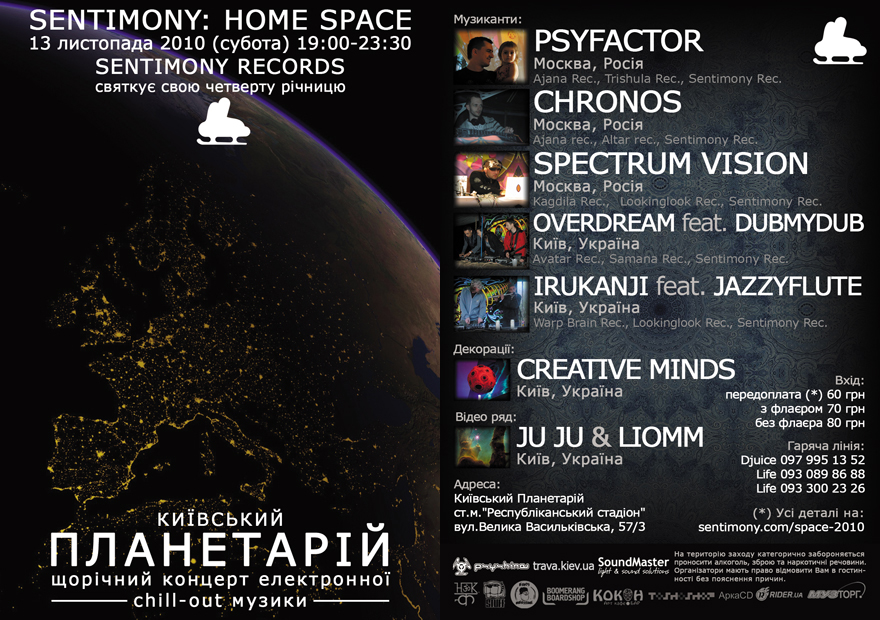 SENTIMONY: HOME SPACE
13 листопада 2010 (субота) 19:00-23:30
SENTIMONY RECORDS
святкує свою четверту річницю
КИЇВСЬКИЙ
ПЛАНЕТАРІЙ
щорічний концерт електронної
chill-out музики
Музиканти:
PSYFACTOR
Москва, Росія
Ajana Rec., Trishula Rec., Sentimony Rec.
CHRONOS
Москва, Росія
Ajana rec., Altar rec., Sentimony Rec.
SPECTRUM VISION
Москва, Росія
Kagdila Rec., Lookinglook Rec., Sentimony Rec.
OVERDREAM feat. DUBMYDUB
Київ, Україна
Avatar Rec., Samana Rec., Sentimony Rec.
IRUKANJI feat. JAZZYFLUTE
Київ, Україна
Warp Brain Rec., Lookinglook Rec., Sentimony Rec.
Декорації:
CREATIVE MINDS
Київ, Україна
Відео ряд:
JU JU & LIOMM
Київ, Україна
Адреса:
Київський Планетарій
ст.м."Республіканський стадіон"
вул.Велика Васильківська, 57/3
Вхід:
передоплата (*) 60 грн
з флаєром 70 грн
без флаєра 80 грн
Гаряча лінія:
Djuice 097 995 13 52
Life 093 089 86 88
Life 093 300 23 26
(*) Усі деталі на:
sentimony.com/space-2010
trava.kiev.ua
SoundMaster
light & sound solutions
На територію заходу категорично забороняється
проносити алкоголь, зброю та наркотичні речовини.
Організатори мають право відмовити Вам в гостин-
ності без пояснення причин.
BOOMERANG
BOARDSHOP
КОКОН
АркаCD
RIDER.UA
МУЗТОРГ.